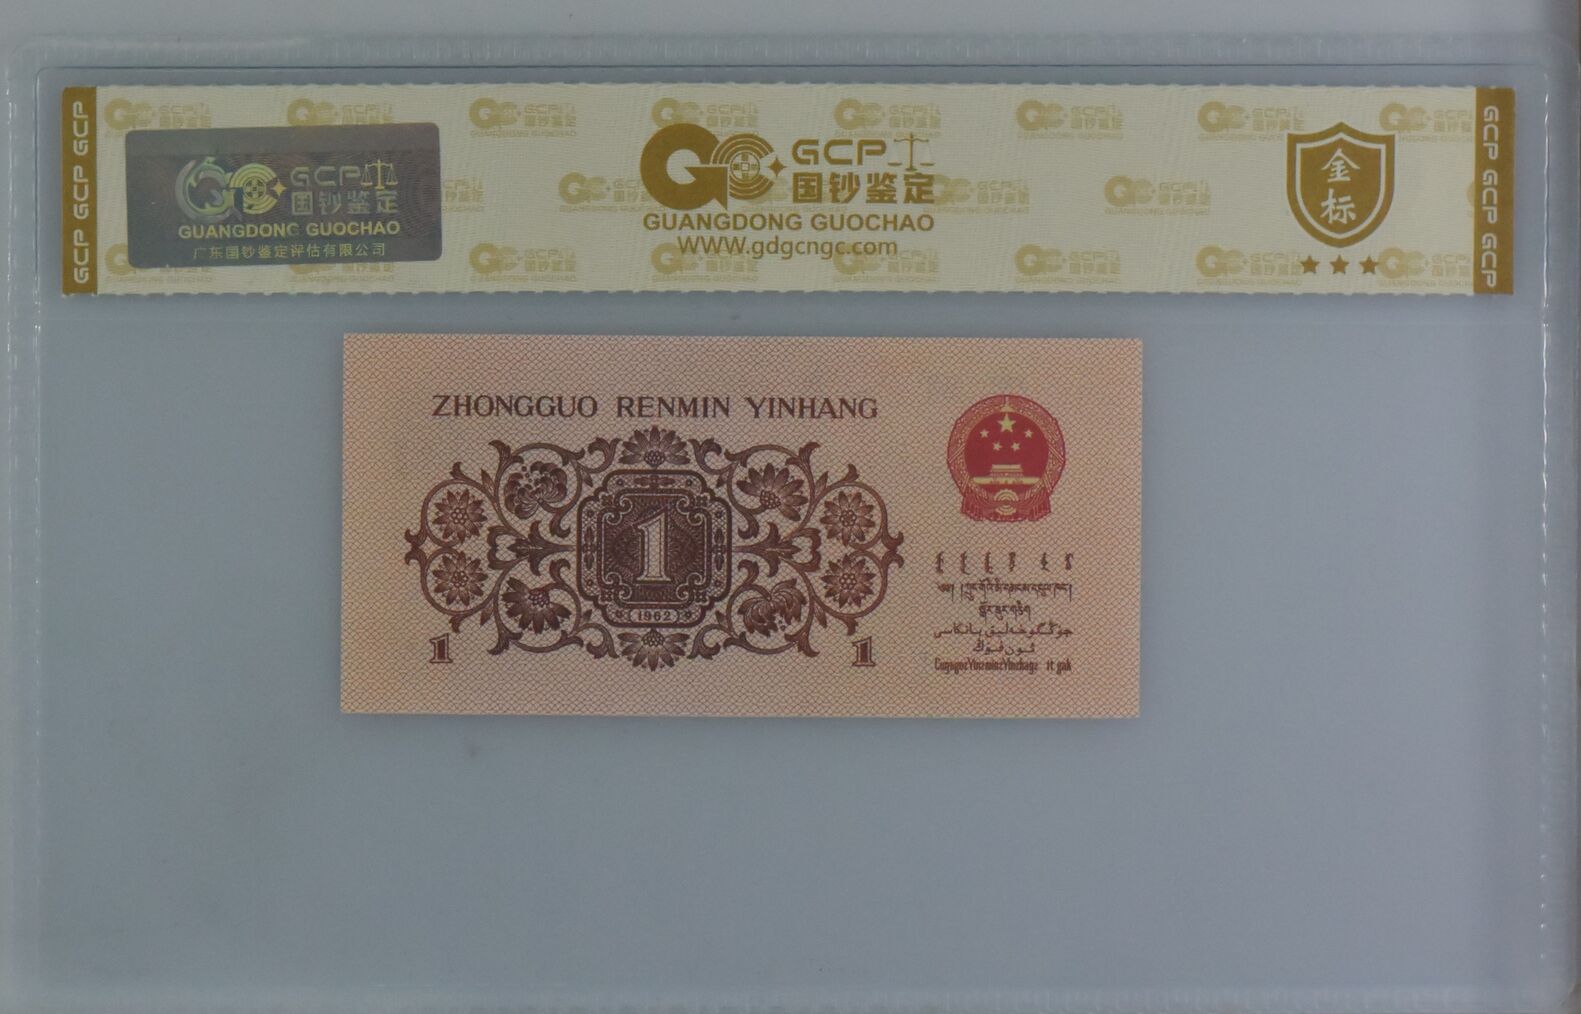 GCP GCP GCP
GCP
国钞鉴定
GUANGDONG GUOCHAO
广东国钞鉴定评估有限公司
GCP
国钞鉴定
GUANGDONG GUOCHAO
WWW.gdgcngc.com
金
标
GCP GCP GCP
ZHONGGUO RENMIN YINHANG
1
(1962)
1
1